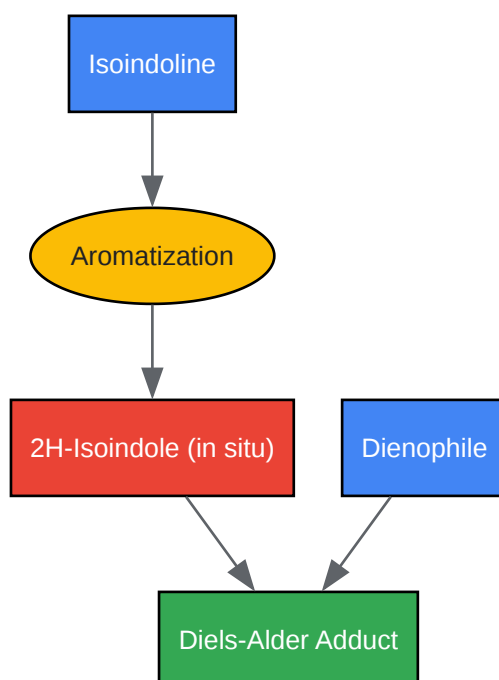 Isoindoline
Aromatization
2H-Isoindole (in situ)
Dienophile
Diels-Alder Adduct